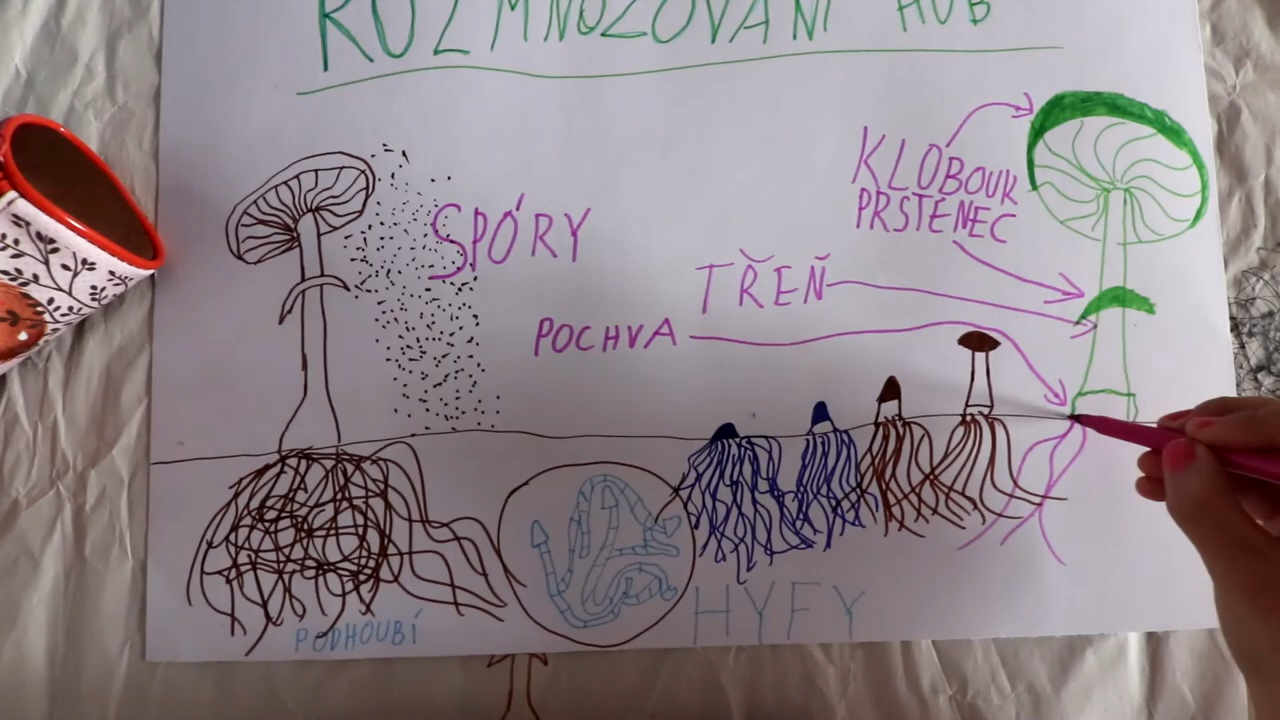 ROZMNOŽOVÁNÍ HUB
KLOBOUK
PRSTENEC
SPÓRY
TŘEŇ
POCHVA
HYFY
PODHOUBÍ